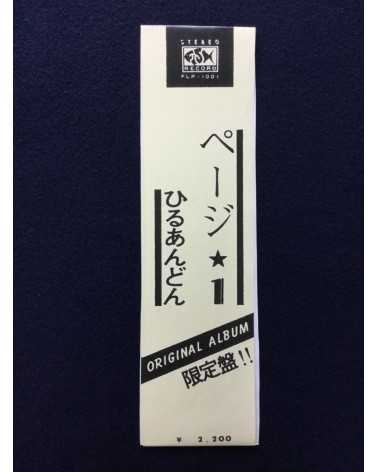 STEREO
FSM
RECORD
FLP-1001
ページ★1
ひるあんどん
ORIGINAL ALBUM
限定盤!!
¥ 2,200